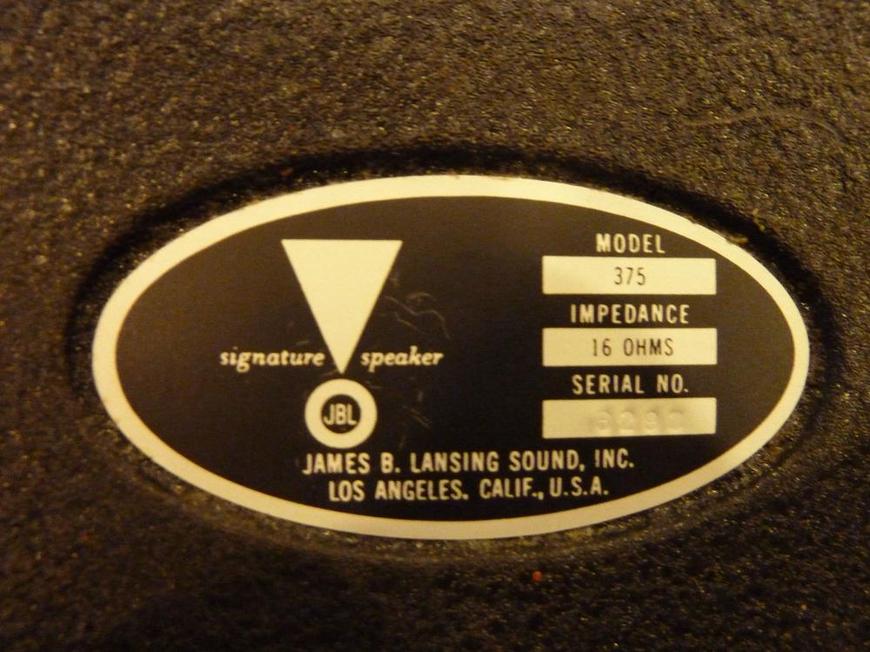 MODEL
375
IMPEDANCE
16 OHMS
SERIAL NO.
signature speaker
JBL
JAMES B. LANSING SOUND, INC.
LOS ANGELES. CALIF., U.S.A.